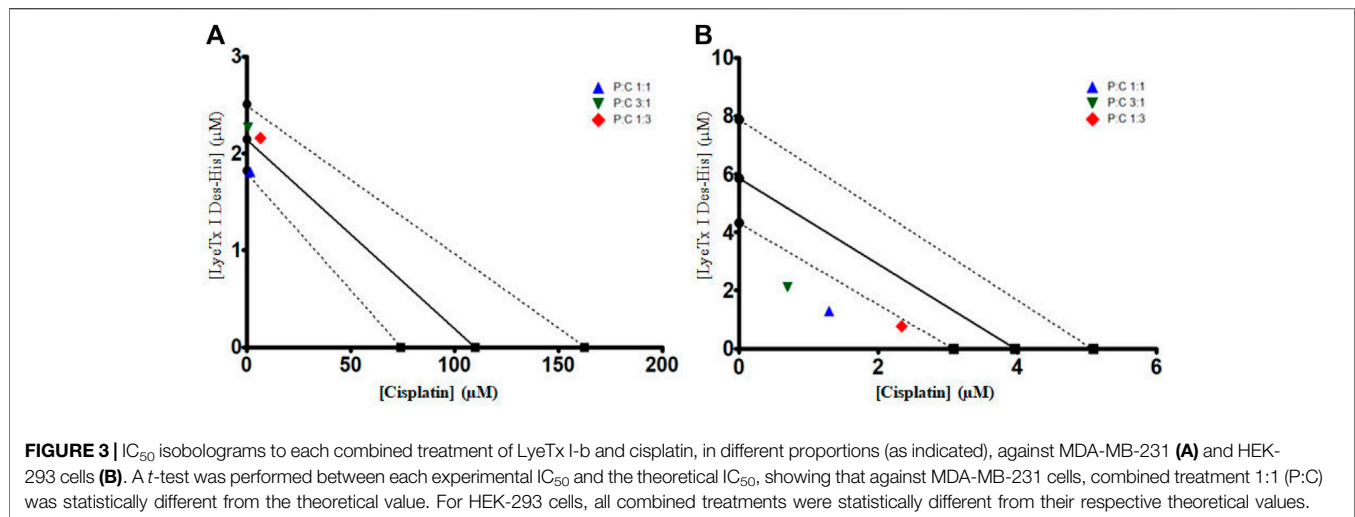 A
3
2
1
0
0
50
100
150
200
[LyeTx I Des-His] (µM)
[Cisplatin] (µM)
P:C 1:1
P:C 3:1
P:C 1:3
B
10
8
6
4
2
0
0
2
4
6
[LyeTx I Des-His] (µM)
[Cisplatin] (µM)
P:C 1:1
P:C 3:1
P:C 1:3
FIGURE 3 | IC50 isobolograms to each combined treatment of LyeTx I-b and cisplatin, in different proportions (as indicated), against MDA-MB-231 (A) and HEK-
293 cells (B). A t-test was performed between each experimental IC50 and the theoretical IC50, showing that against MDA-MB-231 cells, combined treatment 1:1 (P:C)
was statistically different from the theoretical value. For HEK-293 cells, all combined treatments were statistically different from their respective theoretical values.